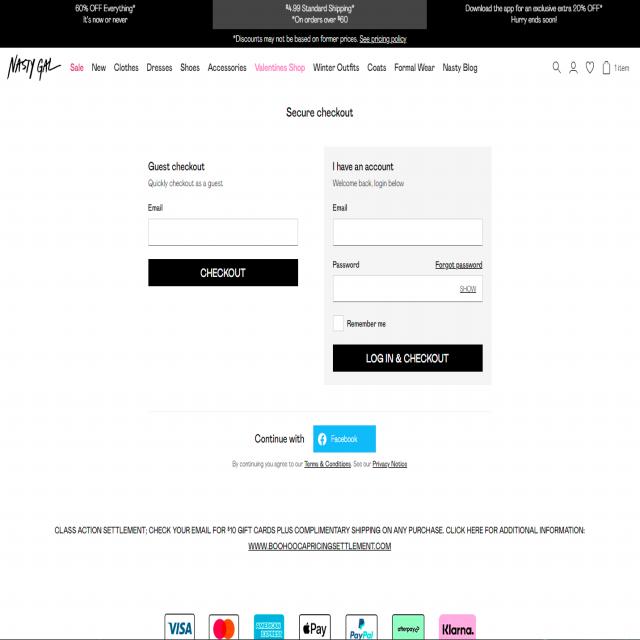 60% OFF Everything*
It's now or never
$4.99 Standard Shipping*
*On orders over $60
Download the app for an exclusive extra 20% OFF*
Hurry ends soon!
*Discounts may not be based on former prices. See pricing policy
NASTY GAL Sale New Clothes Dresses Shoes Accessories Valentines Shop Winter Outfits Coats Formal Wear Nasty Blog 1 item
Secure checkout
Guest checkout
Quickly checkout as a guest
Email
CHECKOUT
I have an account
Welcome back, login below
Email
Password Forgot password
SHOW
Remember me
LOG IN & CHECKOUT
Continue with Facebook
By continuing you agree to our Terms & Conditions. See our Privacy Notice
CLASS ACTION SETTLEMENT; CHECK YOUR EMAIL FOR $10 GIFT CARDS PLUS COMPLIMENTARY SHIPPING ON ANY PURCHASE. CLICK HERE FOR ADDITIONAL INFORMATION:
WWW.BOOHOOCAPRICINGSETTLEMENT.COM
VISA mastercard AMERICAN EXPRESS Pay PayPal afterpay Klarna.